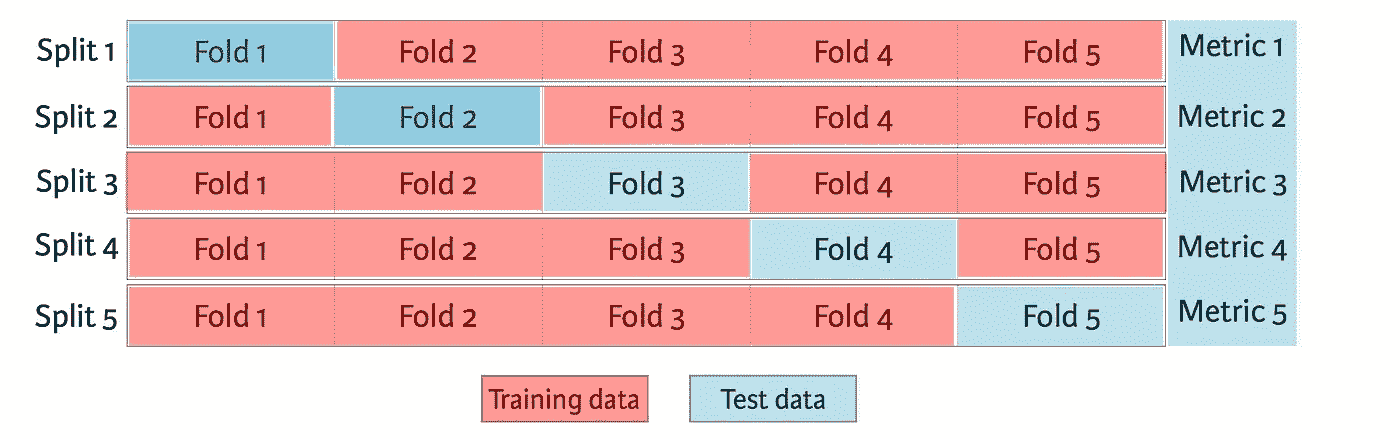 Split 1 Fold 1 Fold 2 Fold 3 Fold 4 Fold 5 Metric 1
Split 2 Fold 1 Fold 2 Fold 3 Fold 4 Fold 5 Metric 2
Split 3 Fold 1 Fold 2 Fold 3 Fold 4 Fold 5 Metric 3
Split 4 Fold 1 Fold 2 Fold 3 Fold 4 Fold 5 Metric 4
Split 5 Fold 1 Fold 2 Fold 3 Fold 4 Fold 5 Metric 5
Training data Test data